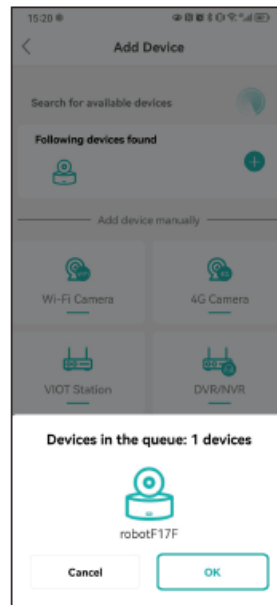 15:20
Add Device
Search for available devices
Following devices found
Add device manually
Wi-Fi Camera
4G Camera
VIOT Station
DVR/NVR
Devices in the queue: 1 devices
robotF17F
Cancel
OK